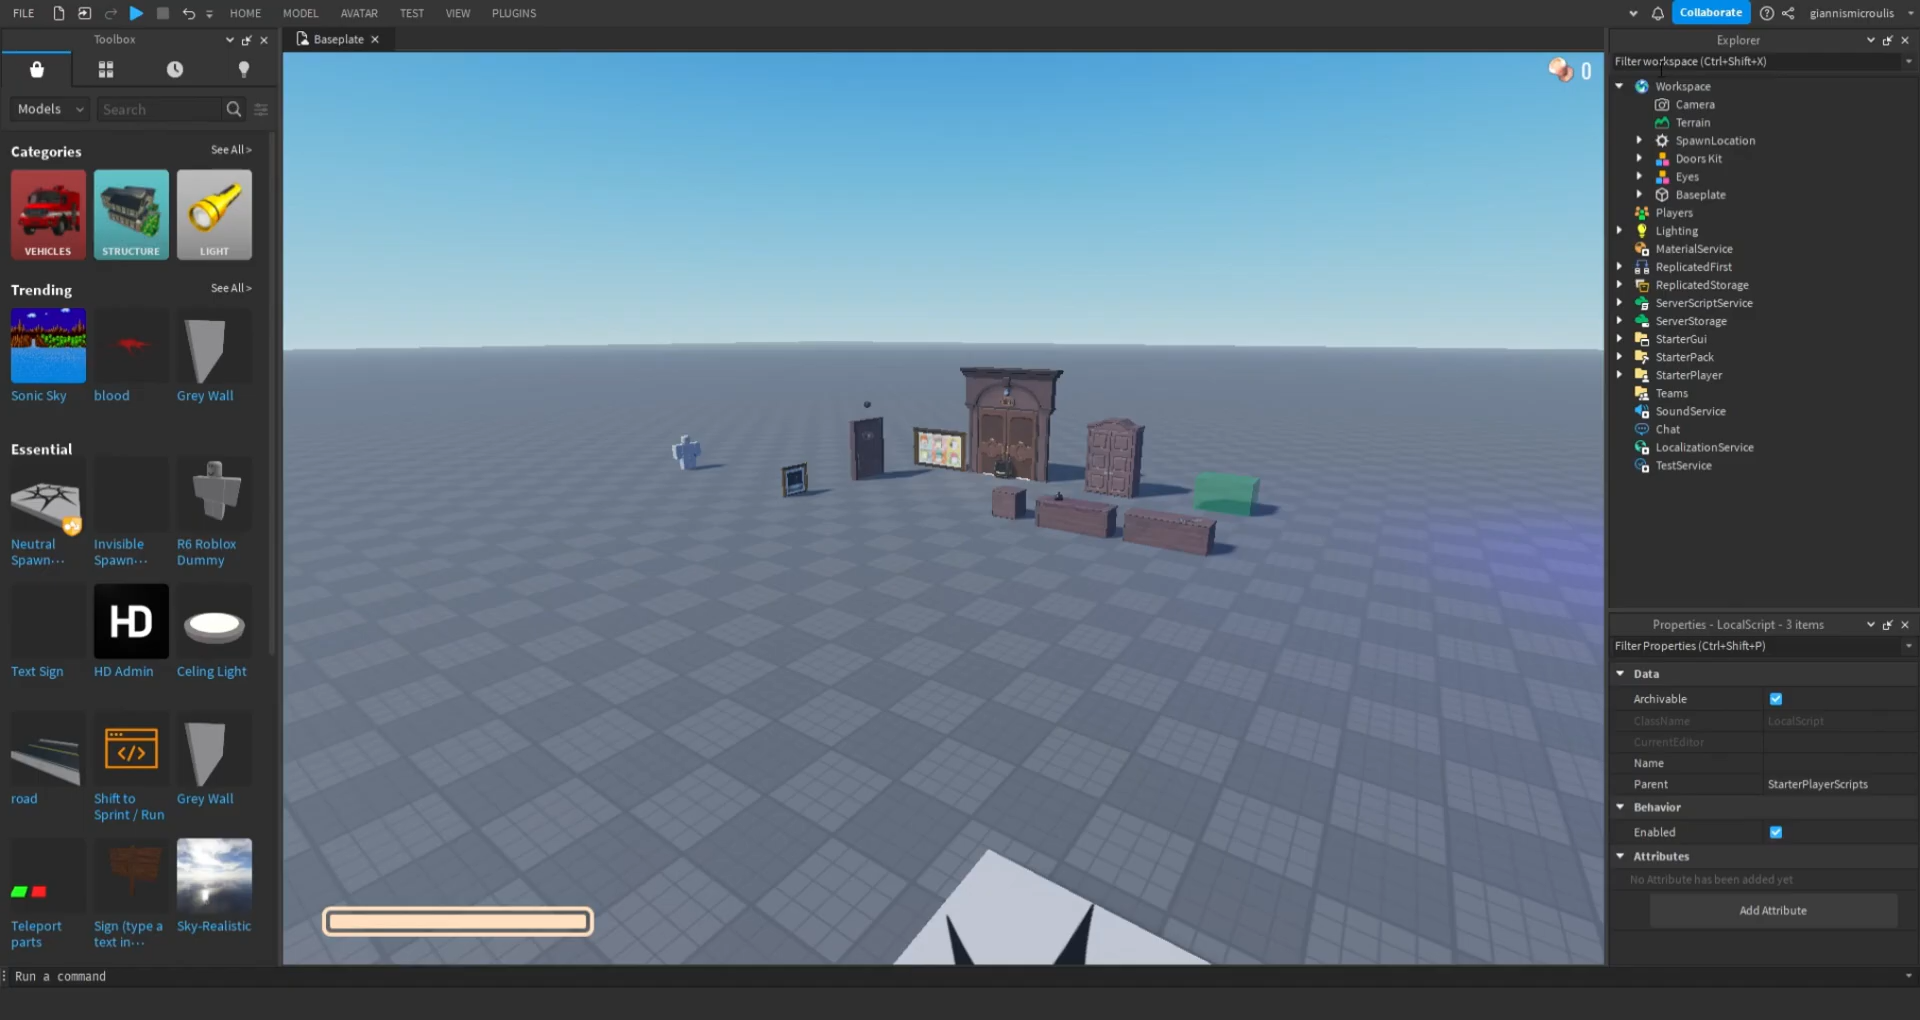 FILE
HOME
MODEL
AVATAR
TEST
VIEW
PLUGINS
Collaborate
giannismicroulis
Toolbox
Baseplate
Explorer
Filter workspace (Ctrl+Shift+X)
0
Models
Search
Categories
See All >
VEHICLES
STRUCTURE
LIGHT
Trending
See All >
Sonic Sky
blood
Grey Wall
Essential
Neutral
Spawn···
Invisible
Spawn···
R6 Roblox
Dummy
HD
Text Sign
HD Admin
Celing Light
road
Shift to
Sprint / Run
Grey Wall
Teleport
parts
Sign (type a
text in···
Sky-Realistic
Workspace
Camera
Terrain
SpawnLocation
Doors Kit
Eyes
Baseplate
Players
Lighting
MaterialService
ReplicatedFirst
ReplicatedStorage
ServerScriptService
ServerStorage
StarterGui
StarterPack
StarterPlayer
Teams
SoundService
Chat
LocalizationService
TestService
Properties - LocalScript - 3 items
Filter Properties (Ctrl+Shift+P)
Data
Archivable
ClassName LocalScript
CurrentEditor
Name
Parent StarterPlayerScripts
Behavior
Enabled
Attributes
No Attribute has been added yet
Add Attribute
Run a command